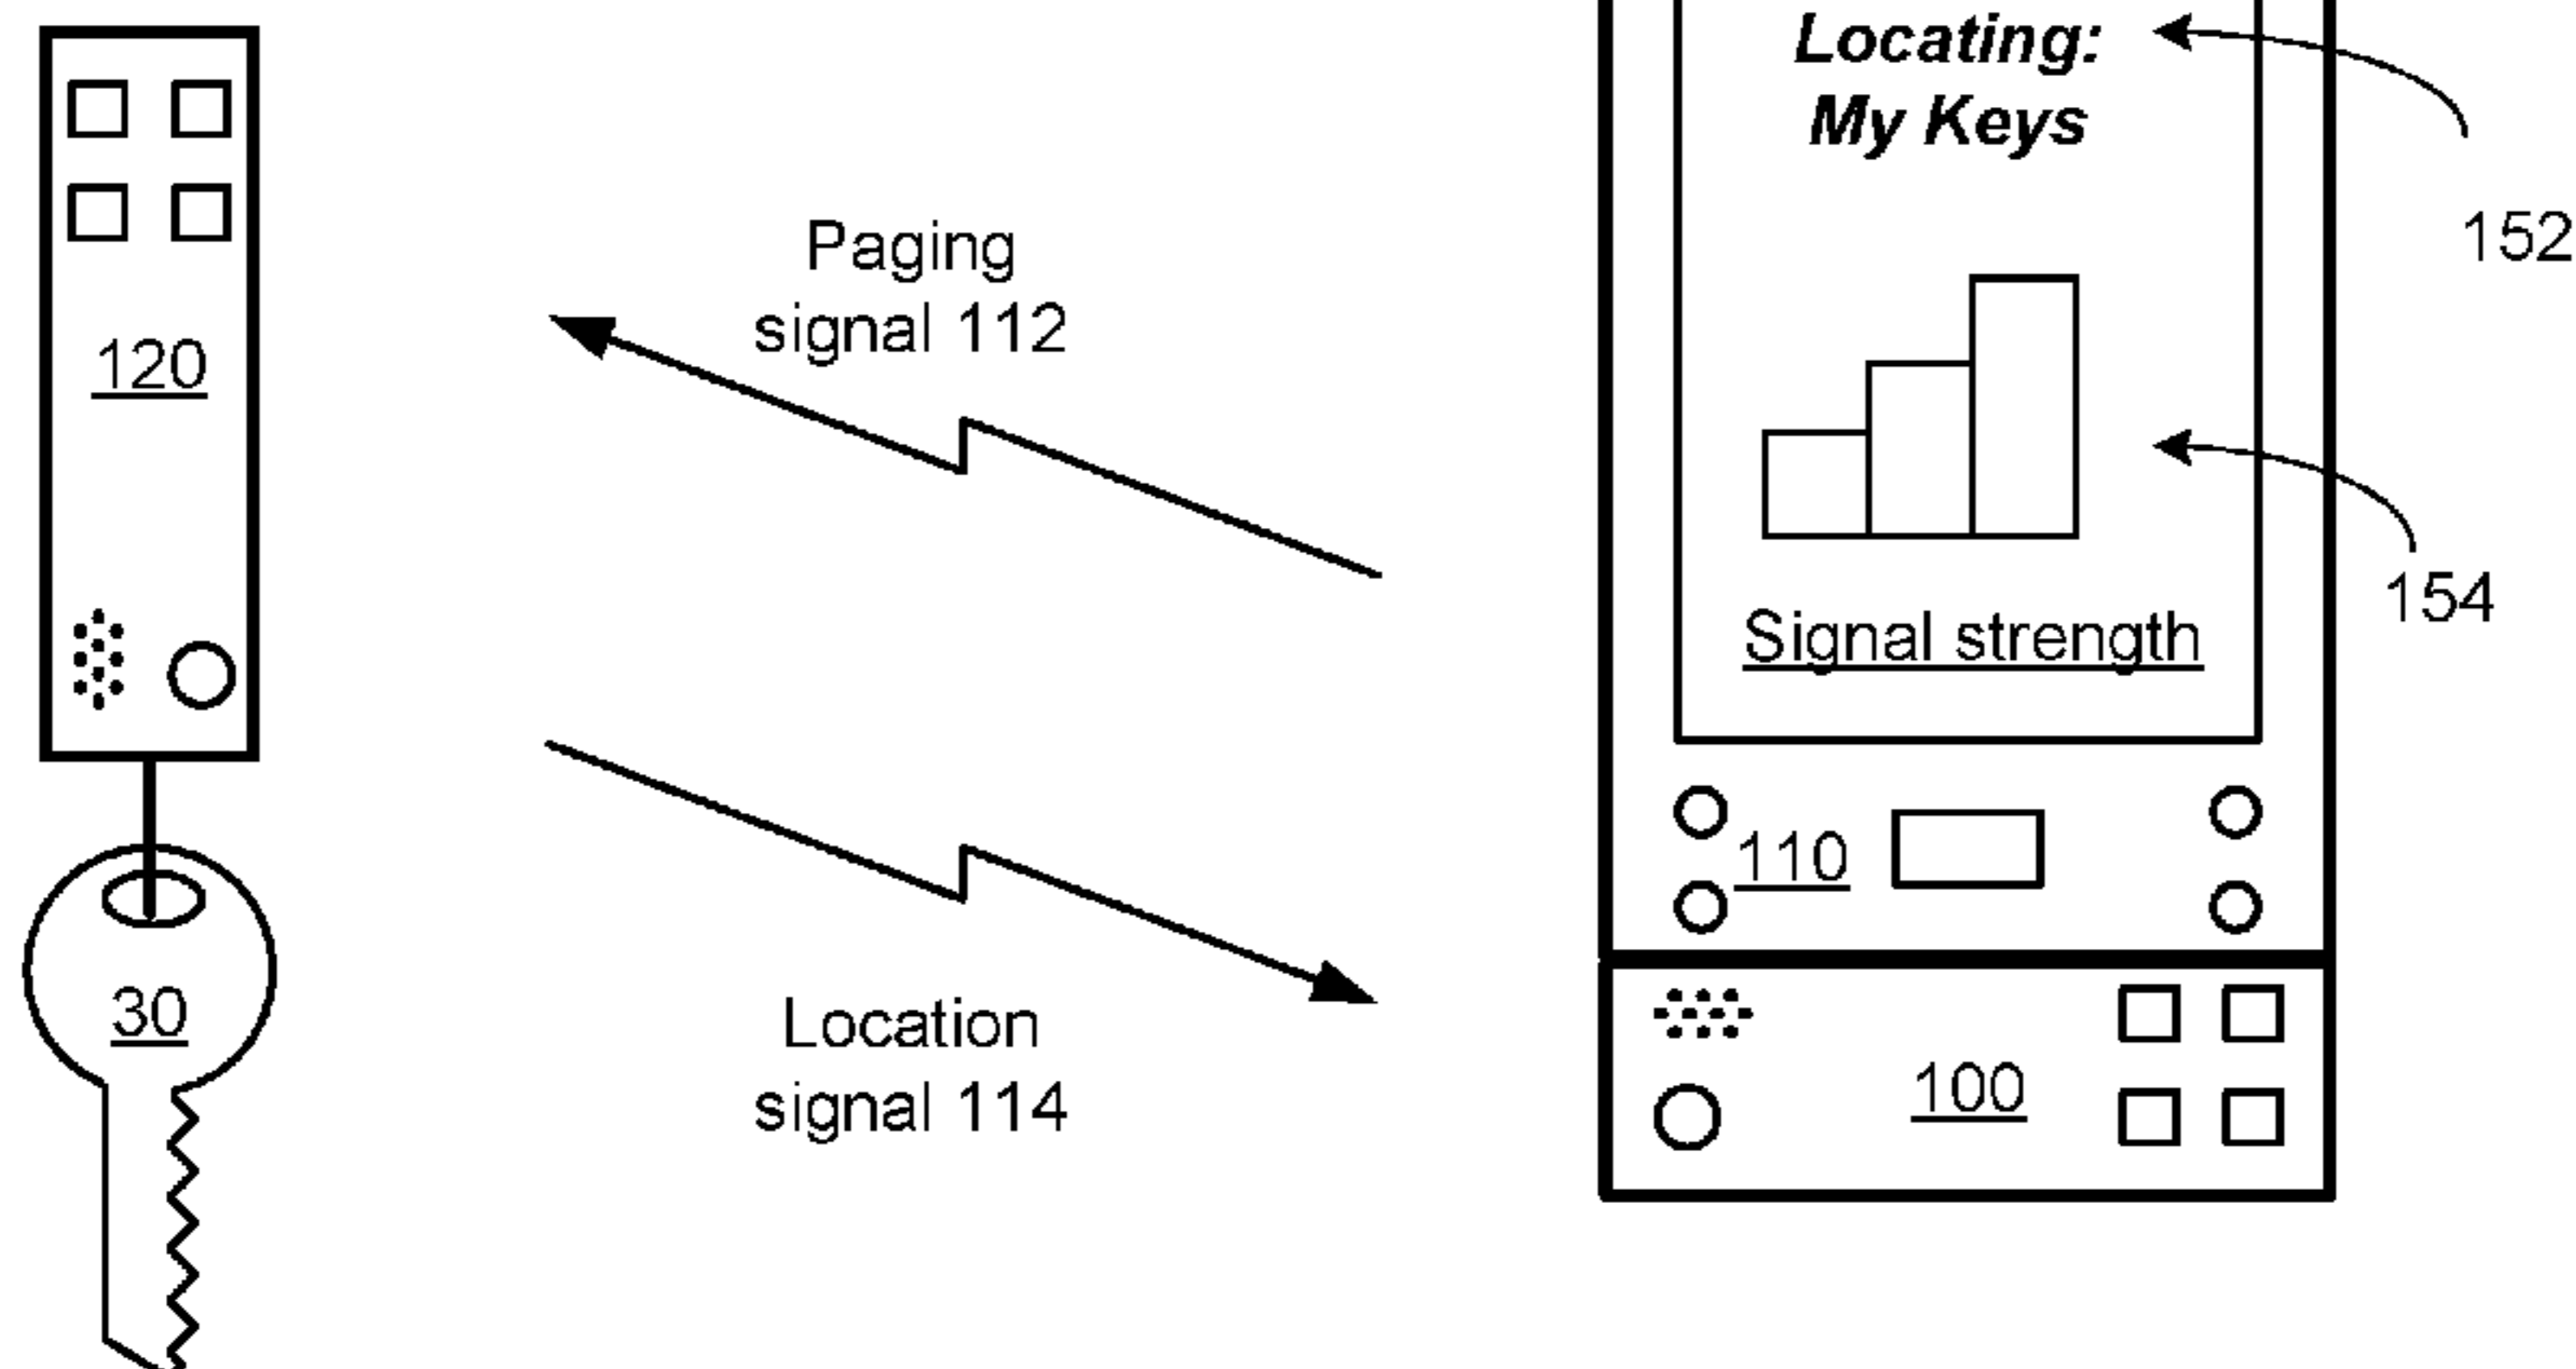 Locating:
My Keys
152
Paging
signal 112
120
154
Signal strength
110
30
Location
signal 114
100